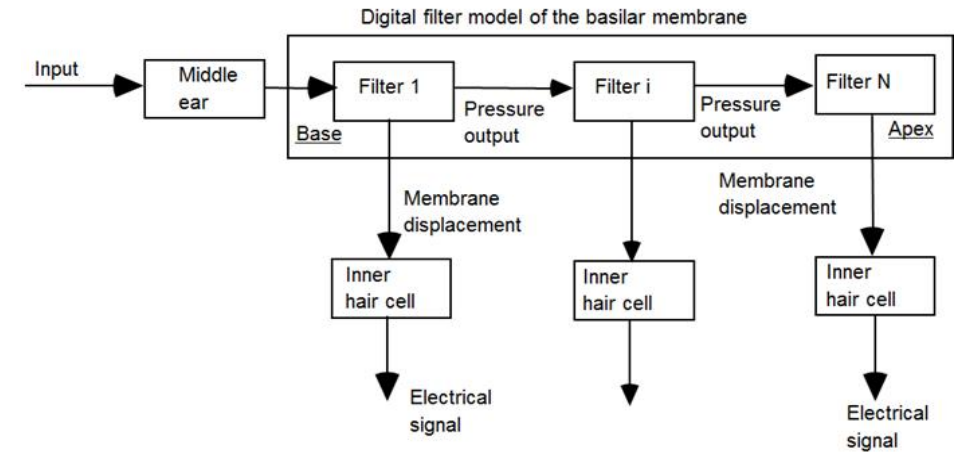 Digital filter model of the basilar membrane
Input
Middle
ear
Filter 1
Filter i
Filter N
Pressure
output
Pressure
output
Base
Apex
Membrane
displacement
Membrane
displacement
Inner
hair cell
Inner
hair cell
Inner
hair cell
Electrical
signal
Electrical
signal